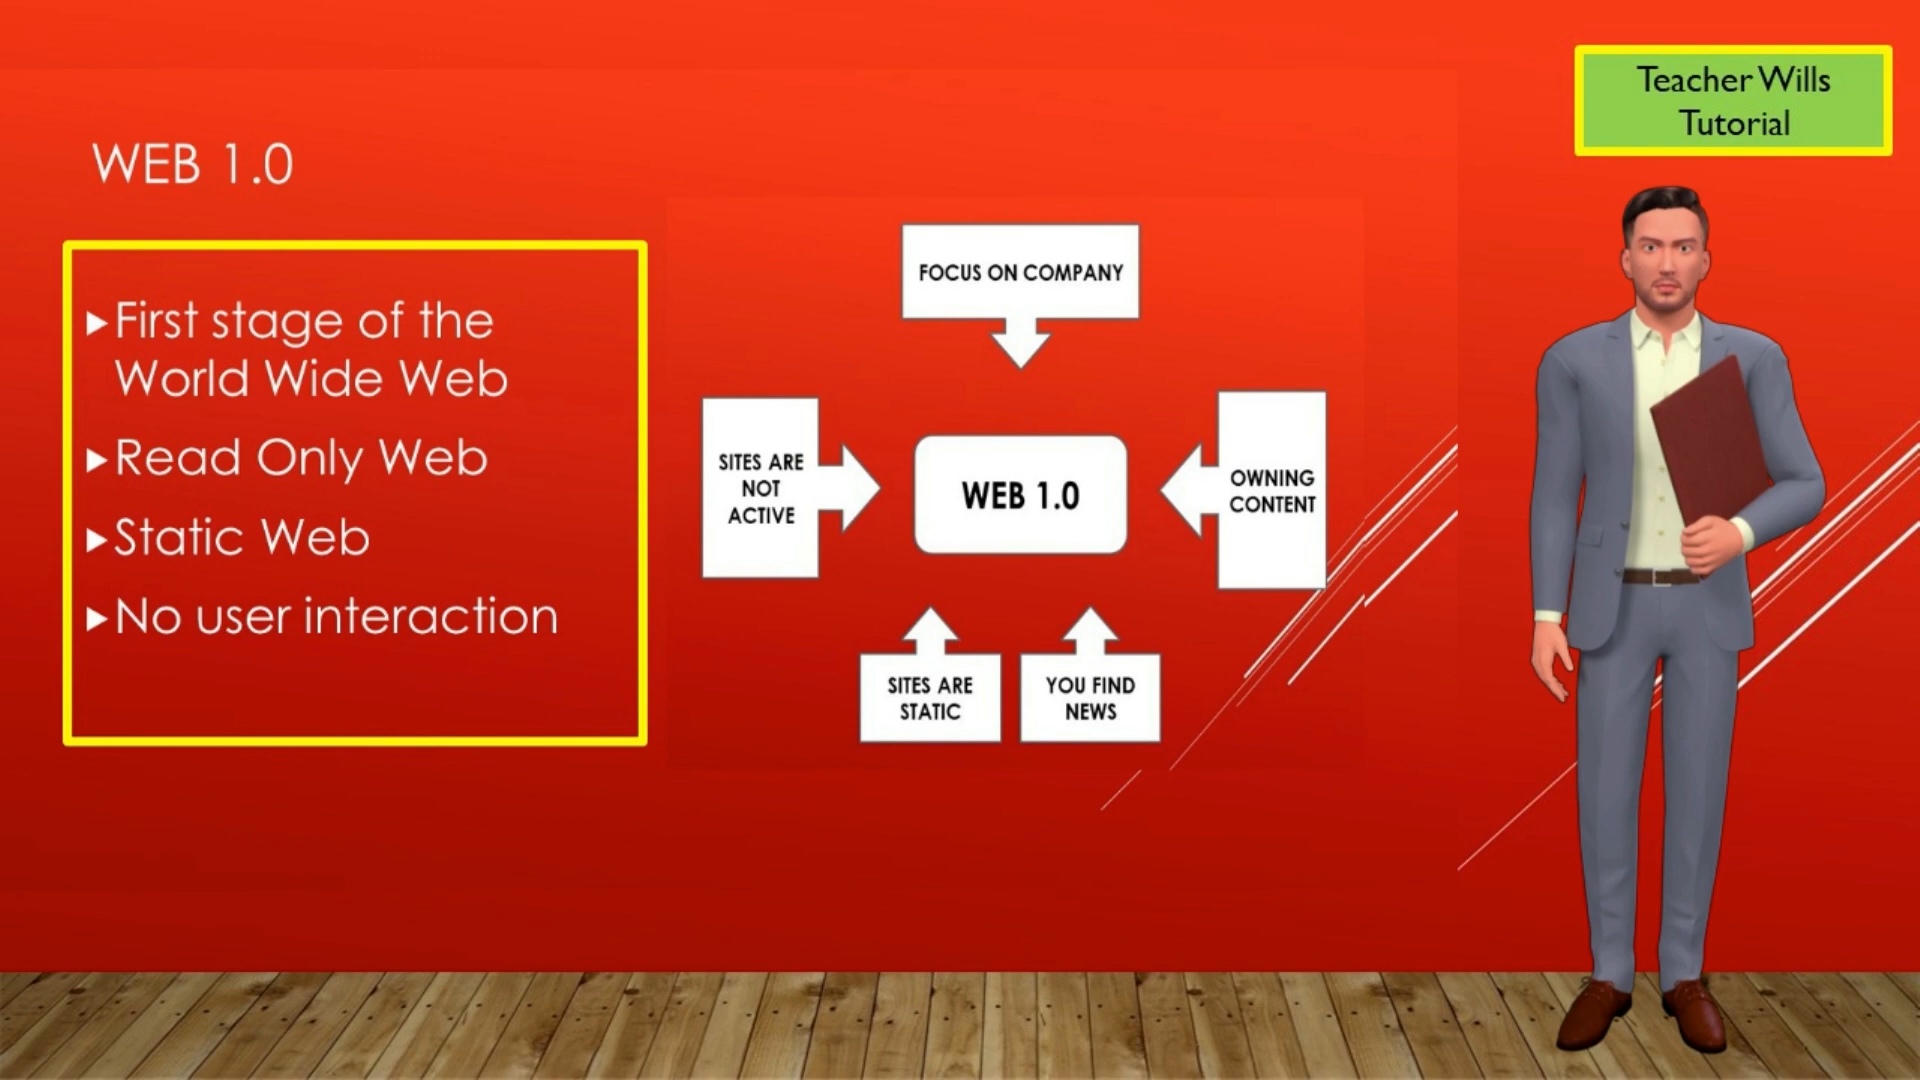 Teacher Wills
Tutorial
WEB 1.0
First stage of the
World Wide Web
Read Only Web
Static Web
No user interaction
FOCUS ON COMPANY
SITES ARE
NOT
ACTIVE
WEB 1.0
OWNING
CONTENT
SITES ARE
STATIC
YOU FIND
NEWS